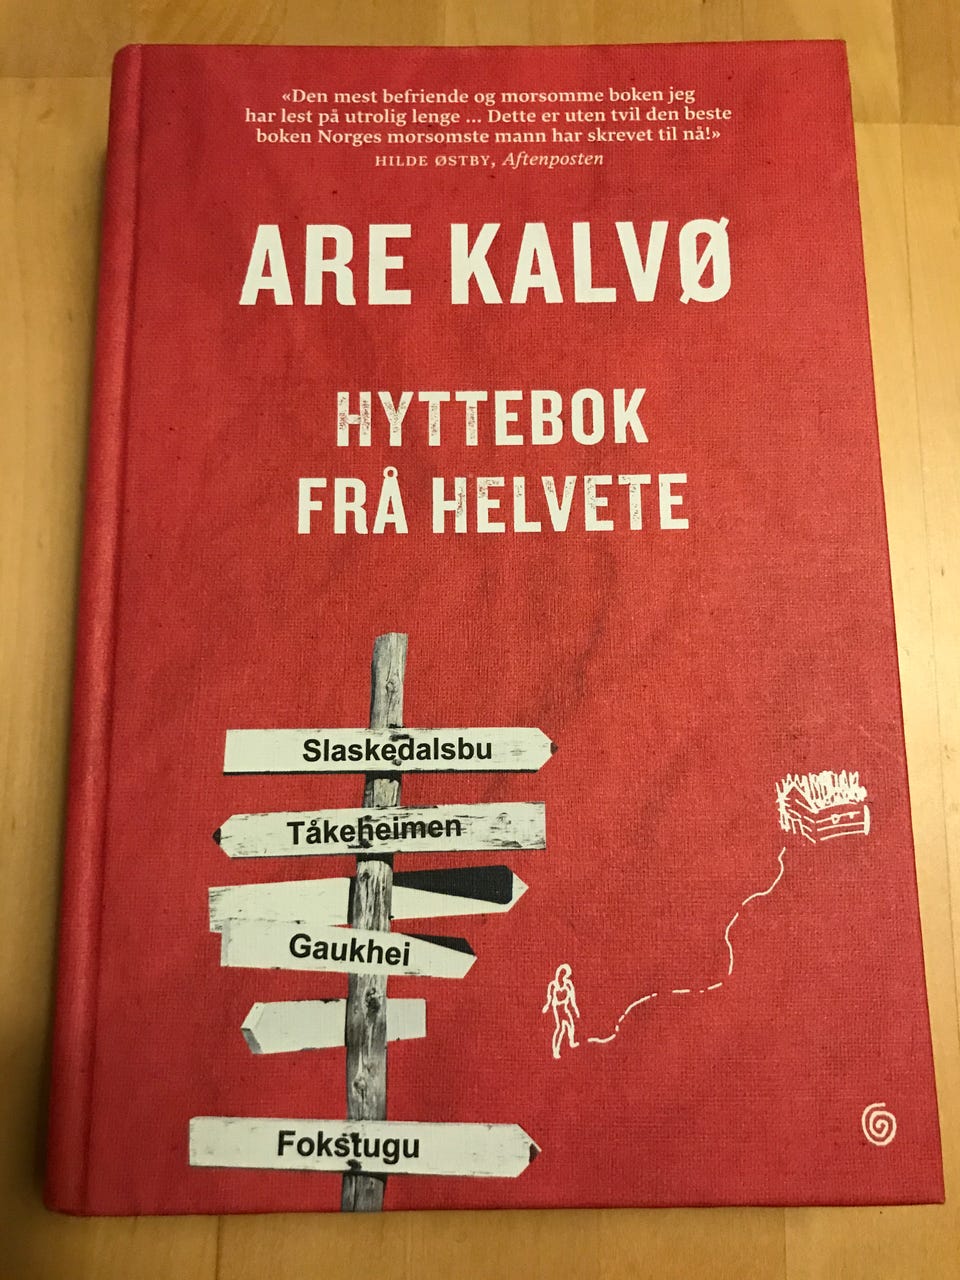 «Den mest befriende og morsomme boken jeg
har lest på utrolig lenge ... Dette er uten tvil den beste
boken Norges morsomste mann har skrevet til nå!»
HILDE ØSTBY, Aftenposten
ARE KALVØ
HYTTEBOK
FRÅ HELVETE
Slaskedalsbu
Tåkeheimen
Gaukhei
Fokstugu